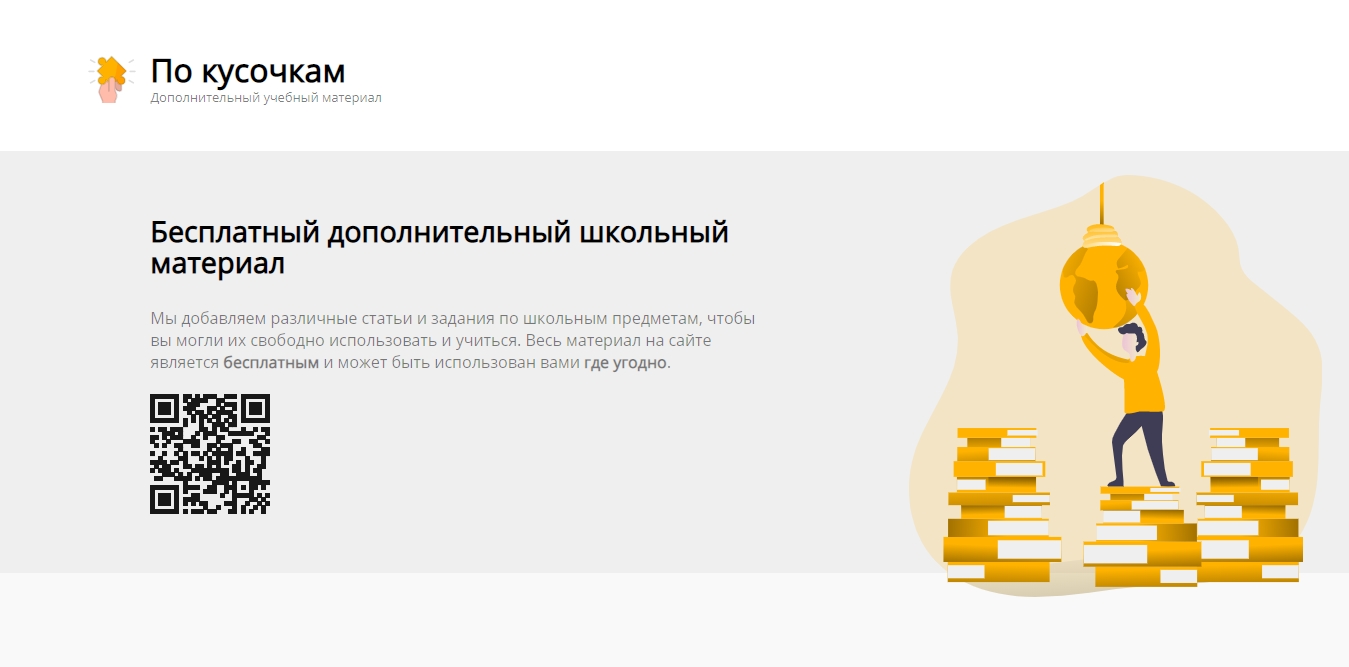 По кусочкам
Дополнительный учебный материал
Бесплатный дополнительный школьный
материал
Мы добавляем различные статьи и задания по школьным предметам, чтобы
вы могли их свободно использовать и учиться. Весь материал на сайте
является бесплатным и может быть использован вами где угодно.